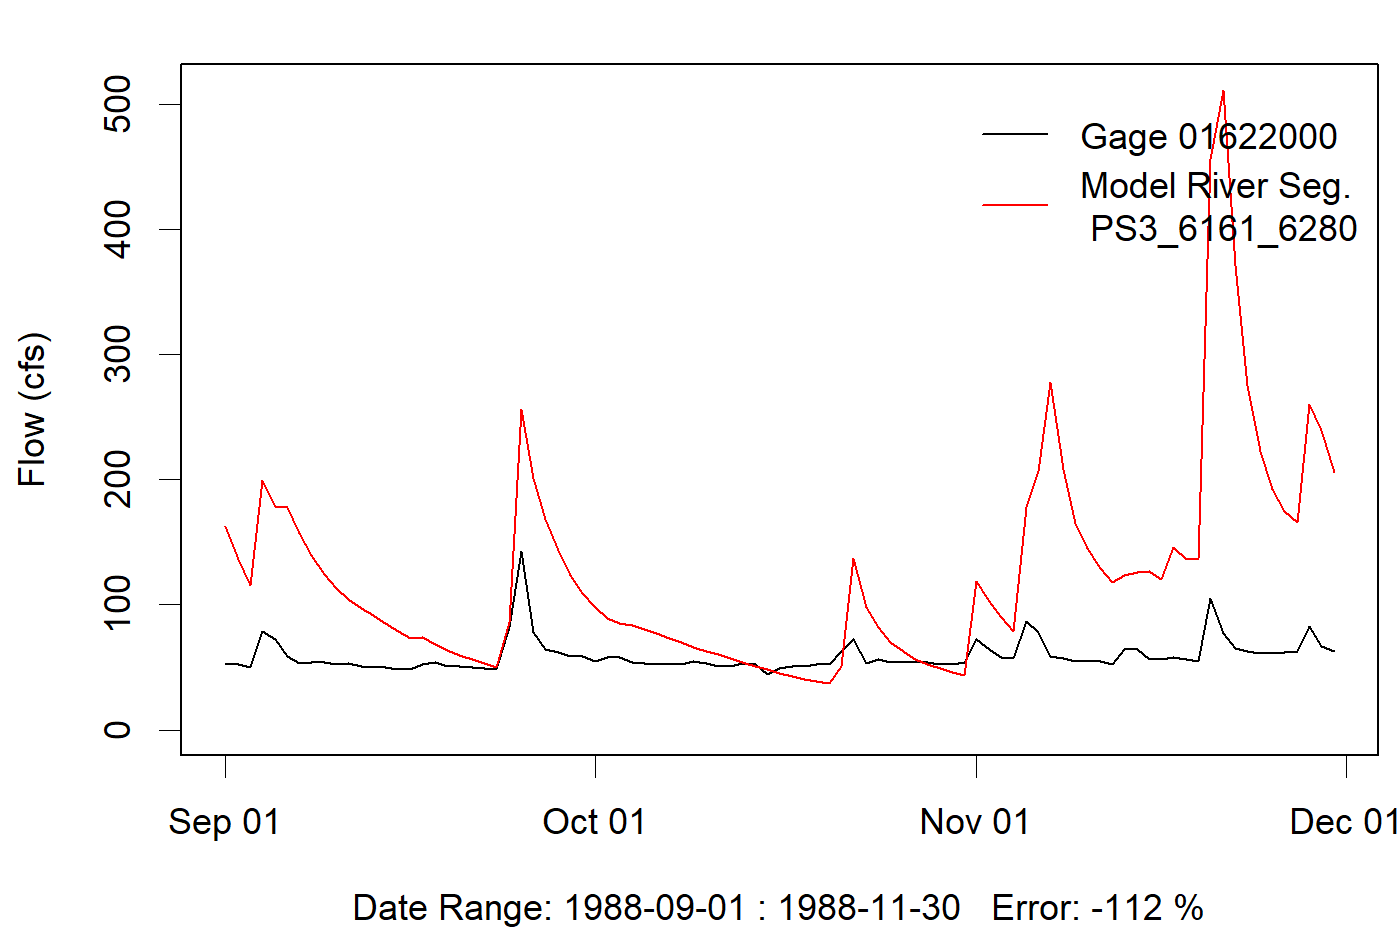 500
400
300
200
100
0
Flow (cfs)
Gage 01622000
Model River Seg.
PS3_6161_6280
Sep 01
Oct 01
Nov 01
Dec 01
Date Range: 1988-09-01 : 1988-11-30 Error: -112 %